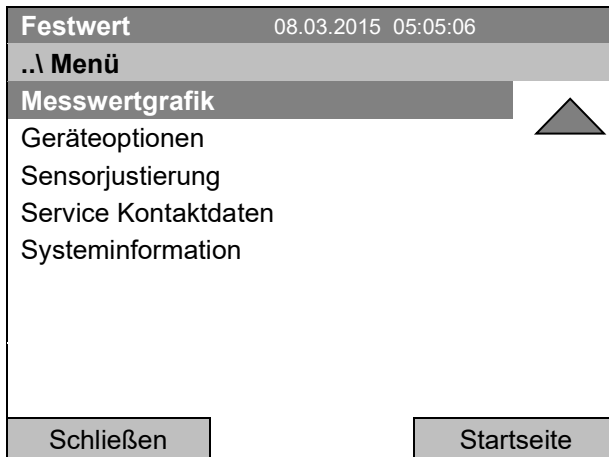 Festwert 08.03.2015 05:05:06
..\ Menü
Messwertgrafik
Geräteoptionen
Sensorjustierung
Service Kontaktdaten
Systeminformation
Schließen Startseite